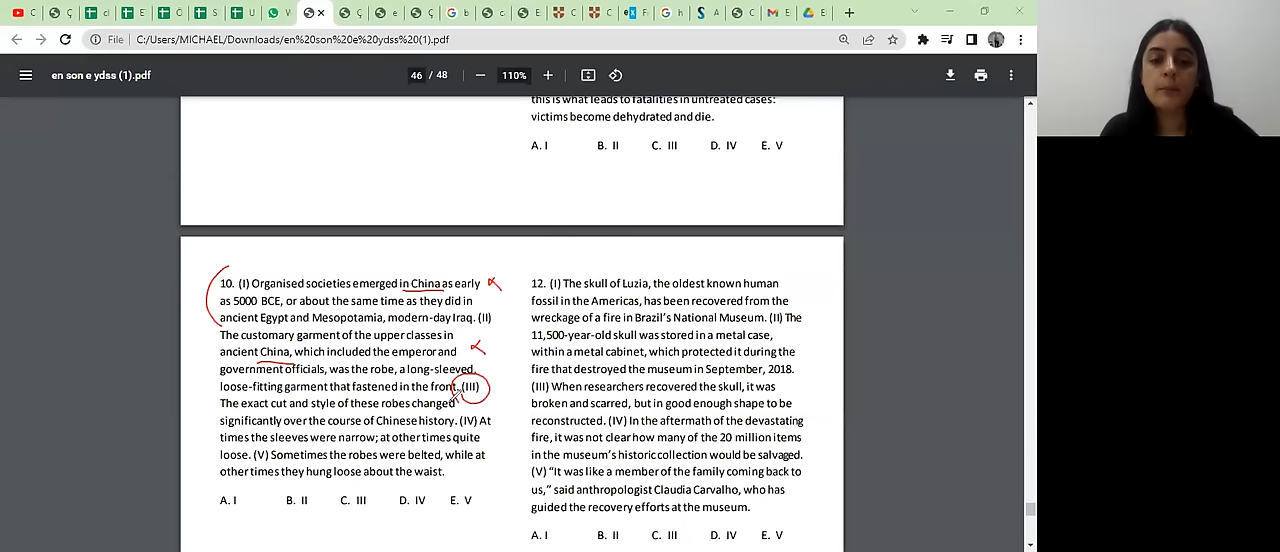 File
C:/Users/MICHAEL/Downloads/en%20son%20e%20ydss%20(1).pdf
en son e ydss (1).pdf
46 / 48
110%
this is what leads to fatalities in untreated cases:
victims become dehydrated and die.
A. I B. II C. III D. IV E. V
10. (I) Organised societies emerged in China as early
as 5000 BCE, or about the same time as they did in
ancient Egypt and Mesopotamia, modern-day Iraq. (II)
The customary garment of the upper classes in
ancient China, which included the emperor and
government officials, was the robe, a long-sleeved,
loose-fitting garment that fastened in the front. (III)
The exact cut and style of these robes changed
significantly over the course of Chinese history. (IV) At
times the sleeves were narrow; at other times quite
loose. (V) Sometimes the robes were belted, while at
other times they hung loose about the waist.
A. I B. II C. III D. IV E. V
12. (I) The skull of Luzia, the oldest known human
fossil in the Americas, has been recovered from the
wreckage of a fire in Brazil's National Museum. (II) The
11,500-year-old skull was stored in a metal case,
within a metal cabinet, which protected it during the
fire that destroyed the museum in September, 2018.
(III) When researchers recovered the skull, it was
broken and scarred, but in good enough shape to be
reconstructed. (IV) In the aftermath of the devastating
fire, it was not clear how many of the 20 million items
in the museum's historic collection would be salvaged.
(V) “It was like a member of the family coming back to
us,” said anthropologist Claudia Carvalho, who has
guided the recovery efforts at the museum.
A. I B. II C. III D. IV E. V